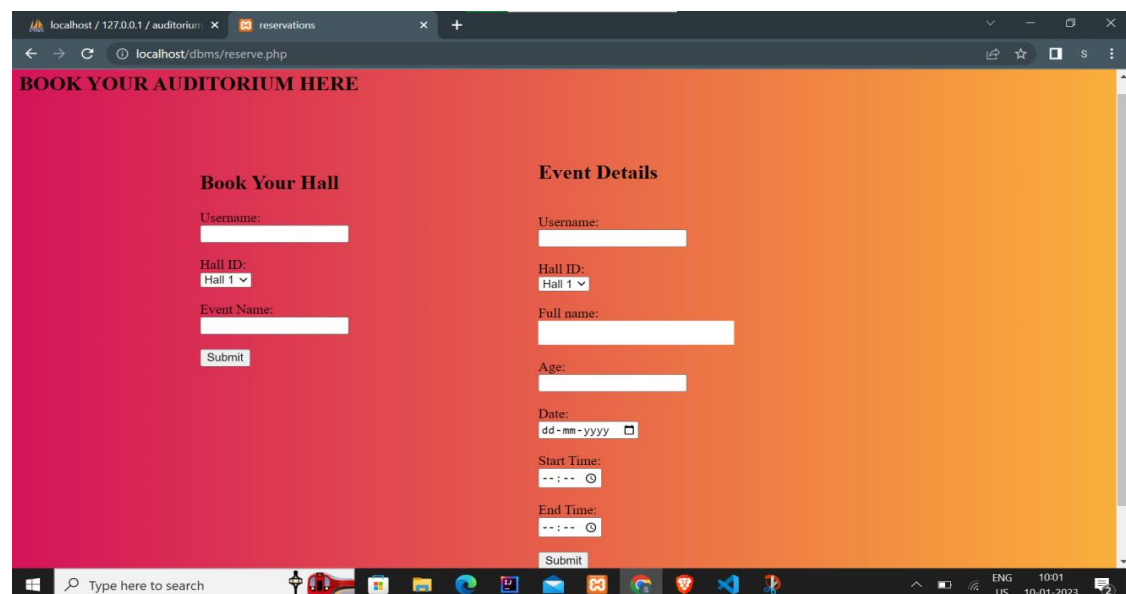 localhost / 127.0.0.1 / auditorium
reservations
localhost/dbms/reserve.php
S
BOOK YOUR AUDITORIUM HERE
Book Your Hall
Username:
Hall ID:
Hall 1
Event Name:
Submit
Event Details
Username:
Hall ID:
Hall 1
Full name:
Age:
Date:
dd-mm-yyyy
Start Time:
--:--
End Time:
--:--
Submit
Type here to search
ENG
US
10:01
10-01-2023
2